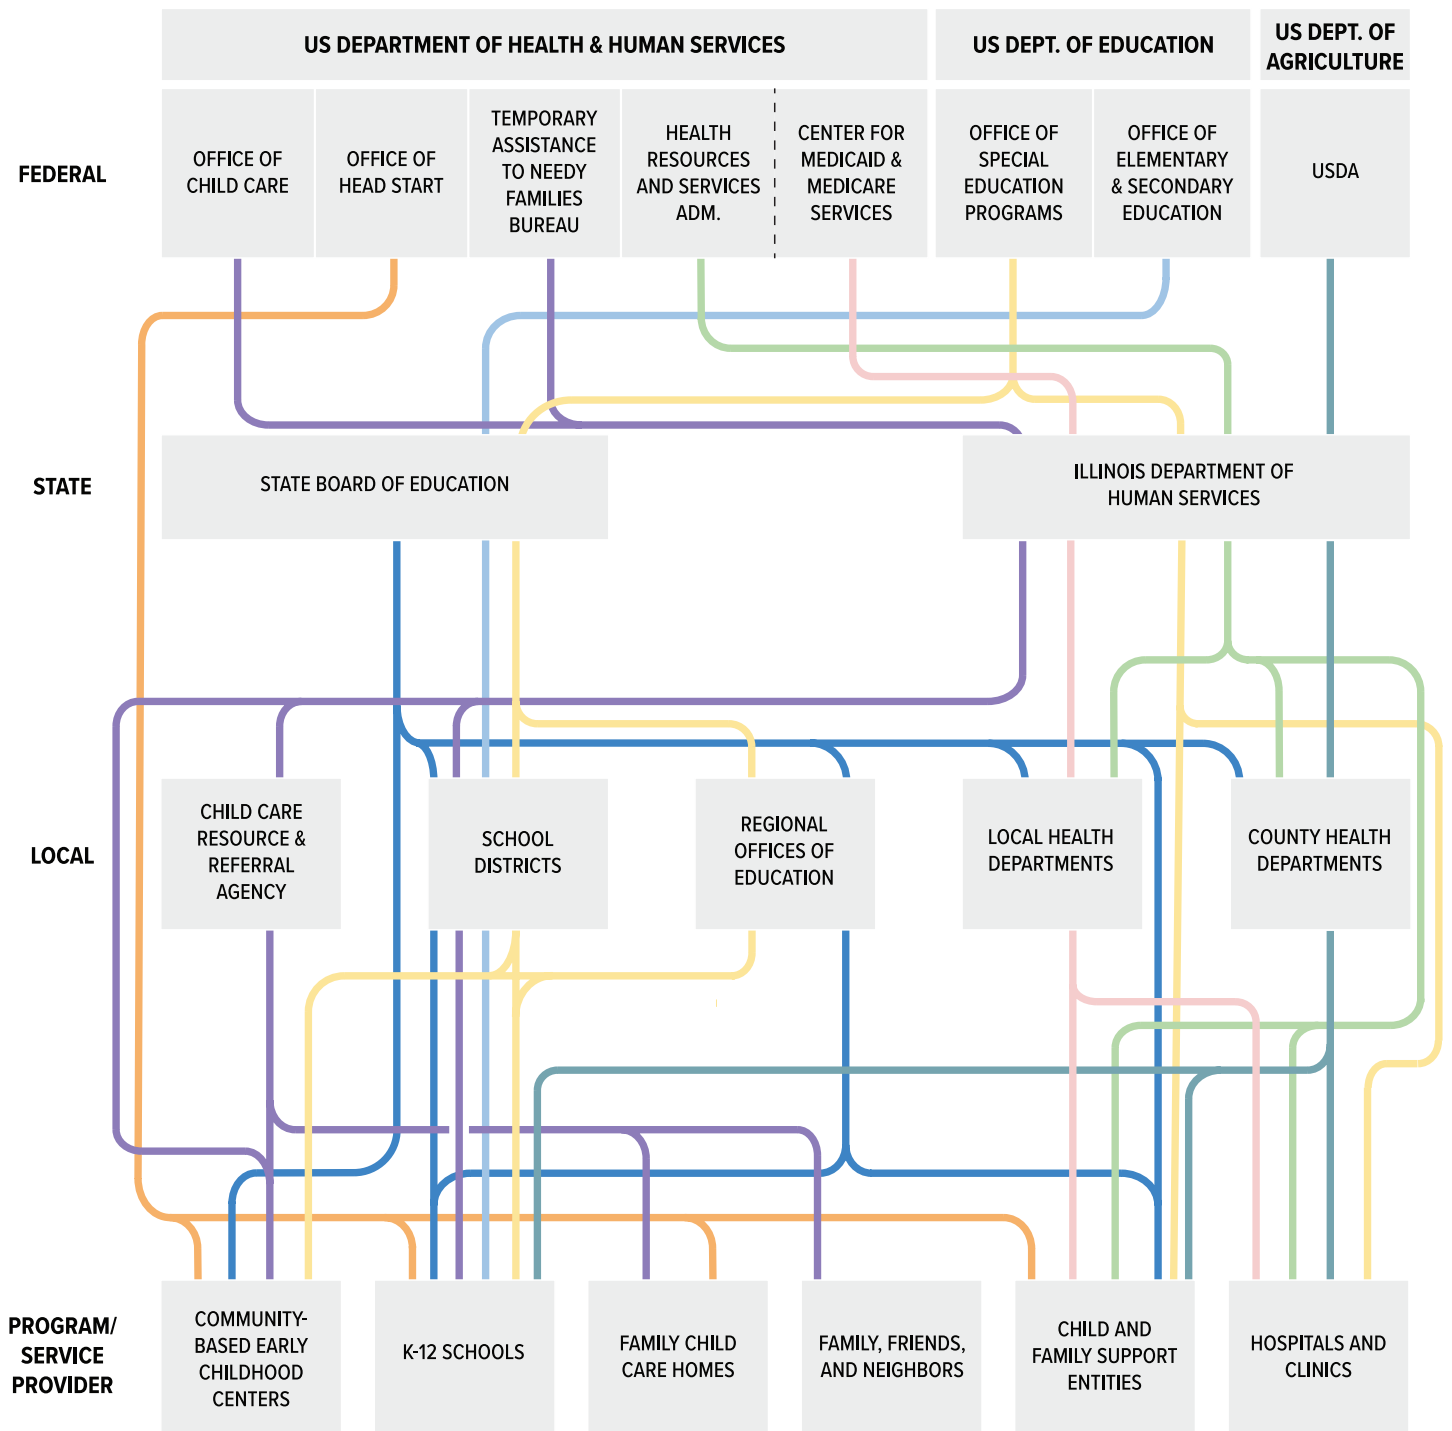 US DEPARTMENT OF HEALTH & HUMAN SERVICES
US DEPT. OF EDUCATION
US DEPT. OF
AGRICULTURE
FEDERAL
OFFICE OF
CHILD CARE
OFFICE OF
HEAD START
TEMPORARY
ASSISTANCE
TO NEEDY
FAMILIES
BUREAU
HEALTH
RESOURCES
AND SERVICES
ADM.
CENTER FOR
MEDICAID &
MEDICARE
SERVICES
OFFICE OF
SPECIAL
EDUCATION
PROGRAMS
OFFICE OF
ELEMENTARY
& SECONDARY
EDUCATION
USDA
STATE
STATE BOARD OF EDUCATION
ILLINOIS DEPARTMENT OF
HUMAN SERVICES
LOCAL
CHILD CARE
RESOURCE &
REFERRAL
AGENCY
SCHOOL
DISTRICTS
REGIONAL
OFFICES OF
EDUCATION
LOCAL HEALTH
DEPARTMENTS
COUNTY HEALTH
DEPARTMENTS
PROGRAM/
SERVICE
PROVIDER
COMMUNITY-
BASED EARLY
CHILDHOOD
CENTERS
K-12 SCHOOLS
FAMILY CHILD
CARE HOMES
FAMILY, FRIENDS,
AND NEIGHBORS
CHILD AND
FAMILY SUPPORT
ENTITIES
HOSPITALS AND
CLINICS